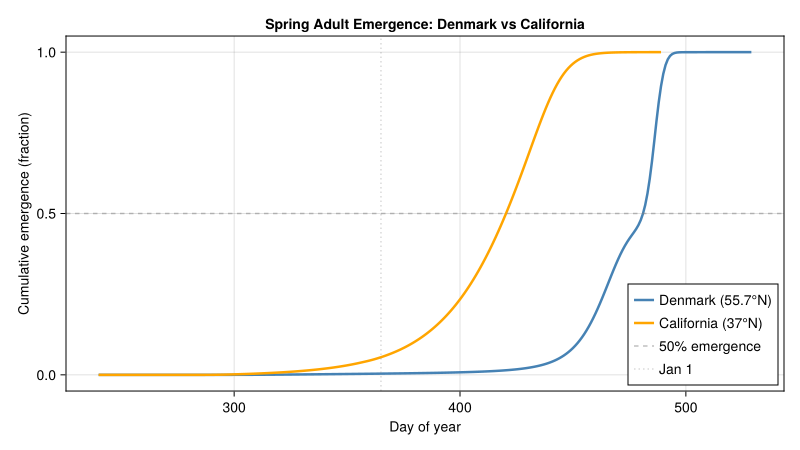 Spring Adult Emergence: Denmark vs California
Cumulative emergence (fraction)
1.0
0.5
0.0
300
400
500
Day of year
Denmark (55.7°N)
California (37°N)
50% emergence
Jan 1